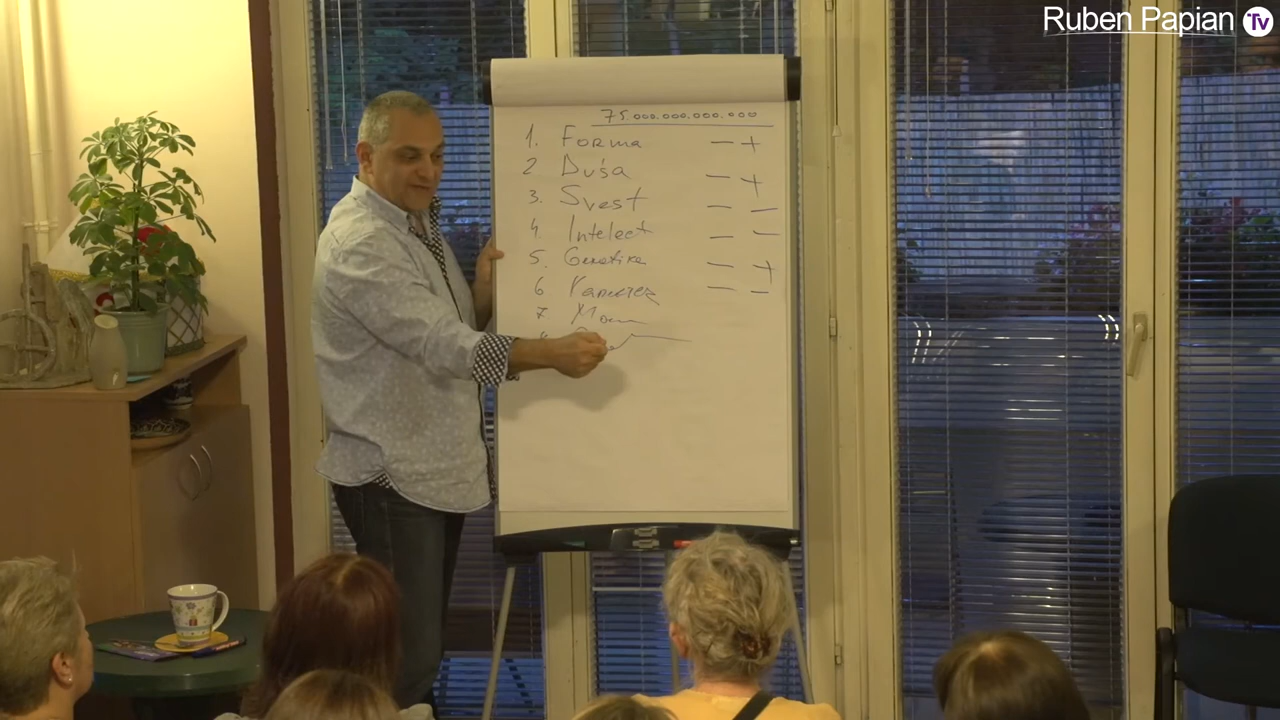 Ruben Papian Tv
75.000.000.000.000
1. Forma — +
2 Duša — +
3. Svest — —
4. Intelect — —
5. Genetika — +
6 — —
7